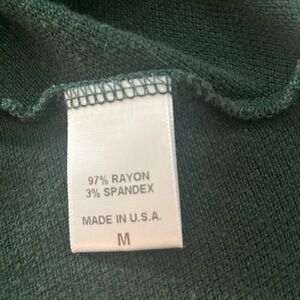 97% RAYON
3% SPANDEX
MADE IN U.S.A.
M